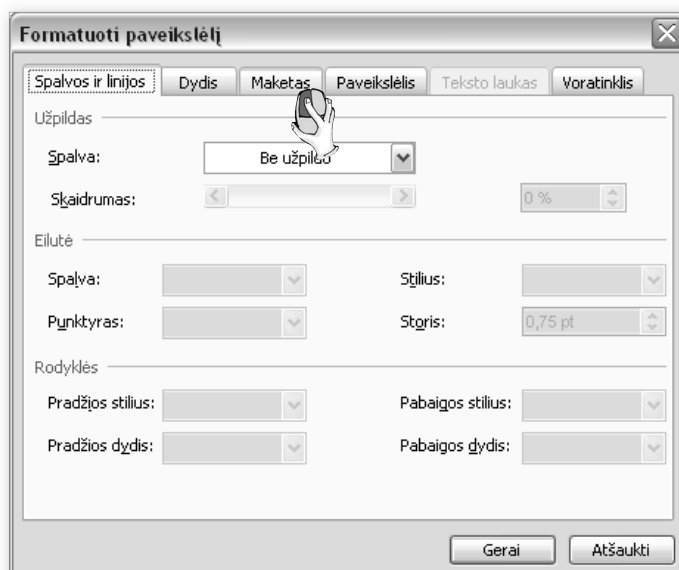 Formatuoti paveikslėlį
Spalvos ir linijos Dydis Maketas Paveikslėlis Teksto laukas Voratinklis
Užpildas
Spalva: Be užpildo
Skaidrumas: 0 %
Eilutė
Spalva: Stilius:
Punktyras: Storis: 0,75 pt
Rodyklės
Pradžios stilius: Pabaigos stilius:
Pradžios dydis: Pabaigos dydis:
Gerai Atšaukti